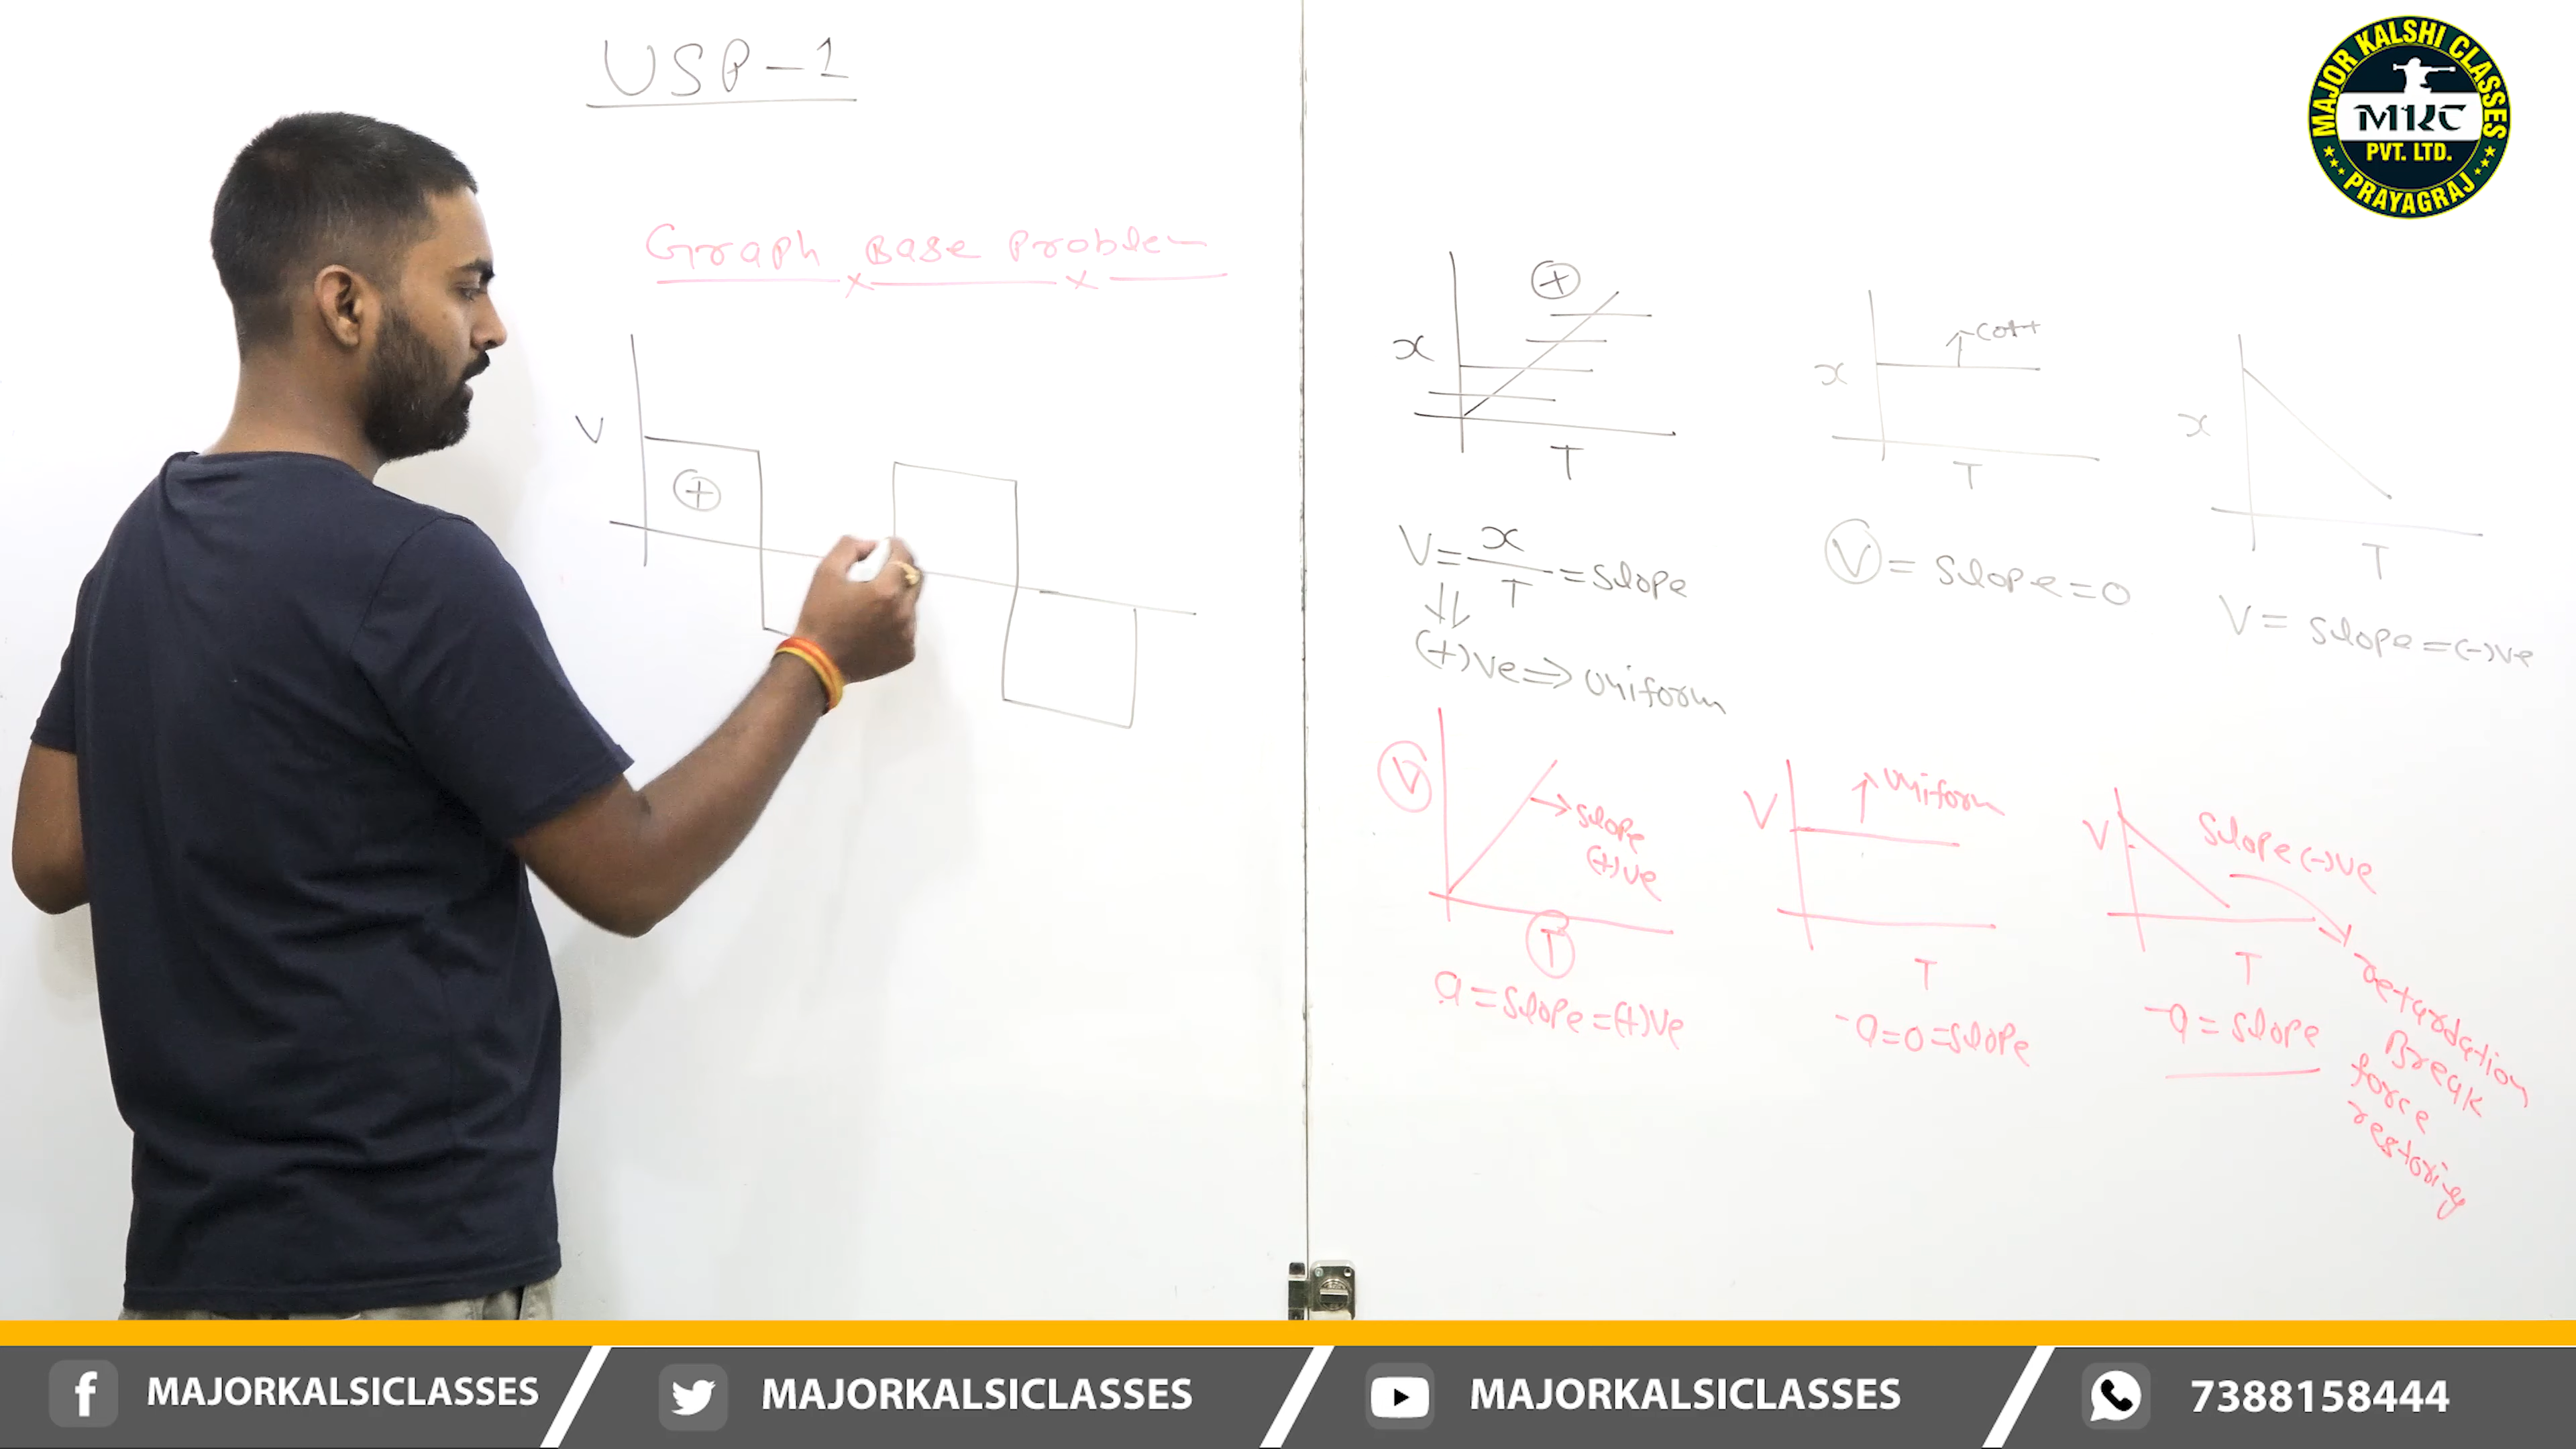 USP-1
Graph Base Problem
V
+
x
+
T
V = x/T = slope
(+)ve ⇒ uniform
x
T
V = slope = 0
x
T
V = slope = (-)ve
V
→ slope
(+)ve
T
a = slope = (+)ve
V
uniform
T
-a = 0 = slope
V
slope (-)ve
T
-a = slope
retardation
Break
force
restoring
MAJOR KALSHI CLASSES
MKC
PVT. LTD.
PRAYAGRAJ
MAJORKALSICLASSES
MAJORKALSICLASSES
MAJORKALSICLASSES
7388158444